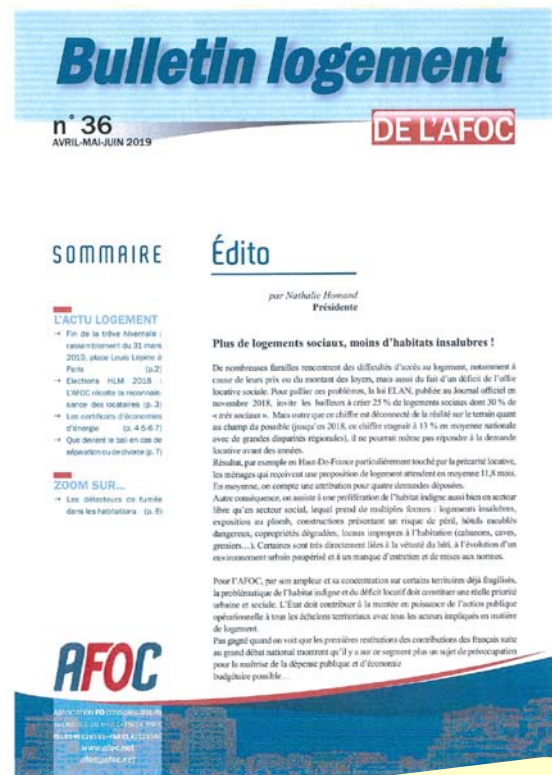 Bulletin logement
n° 36
AVRIL-MAI-JUIN 2019
DE L'AFOC
SOMMAIRE
L'ACTU LOGEMENT
→ Fin de la trêve hivernale :
rassemblement du 31 mars
2019, place Louis Lépine à
Paris (p.2)
→ Elections HLM 2018 :
L'AFOC récolte la reconnais-
sance des locataires (p. 3)
→ Les certificats d'économies
d'énergie (p. 4-5-6-7)
→ Que devient le bail en cas de
séparation ou de divorce (p. 7)
ZOOM SUR...
→ Les détecteurs de fumée
dans les habitations (p. 8)
Édito
par Nathalie Homand
Présidente
Plus de logements sociaux, moins d'habitats insalubres !
De nombreuses familles rencontrent des difficultés d'accès au logement, notamment à
cause de leurs prix ou du montant des loyers, mais aussi du fait d'un déficit de l'offre
locative sociale. Pour pallier ces problèmes, la loi ELAN, publiée au Journal officiel en
novembre 2018, invite les bailleurs à créer 25 % de logements sociaux dont 30 % de
« très sociaux ». Mais outre que ce chiffre est déconnecté de la réalité sur le terrain quant
au champ du possible (jusqu'en 2018, ce chiffre stagnait à 13 % en moyenne nationale
avec de grandes disparités régionales), il ne pourrait même pas répondre à la demande
locative avant des années.
Résultat, par exemple en Haut-De-France particulièrement touché par la précarité locative,
les ménages qui reçoivent une proposition de logement attendent en moyenne 11,8 mois.
En moyenne, on compte une attribution pour quatre demandes déposées.
Autre conséquence, on assiste à une prolifération de l'habitat indigne aussi bien en secteur
libre qu'en secteur social, lequel prend de multiples formes : logements insalubres,
exposition au plomb, constructions présentant un risque de péril, hôtels meublés
dangereux, copropriétés dégradées, locaux impropres à l'habitation (cabanons, caves,
greniers…). Certaines sont très directement liées à la vétusté du bâti, à l'évolution d'un
environnement urbain paupérisé et à un manque d'entretien et de mises aux normes.
Pour l'AFOC, par son ampleur et sa concentration sur certains territoires déjà fragilisés,
la problématique de l'habitat indigne et du déficit locatif doit constituer une réelle priorité
urbaine et sociale. L'État doit contribuer à la montée en puissance de l'action publique
opérationnelle à tous les échelons territoriaux avec tous les acteurs impliqués en matière
de logement.
Pas gagné quand on voit que les premières restitutions des contributions des français suite
au grand débat national montrent qu'il y a sur ce segment plus un sujet de préoccupation
pour la maîtrise de la dépense publique et d'économie
budgétaire possible…
AFOC
ASSOCIATION FO CONSOMMATEURS
www.afoc.net
afoc@afoc.net